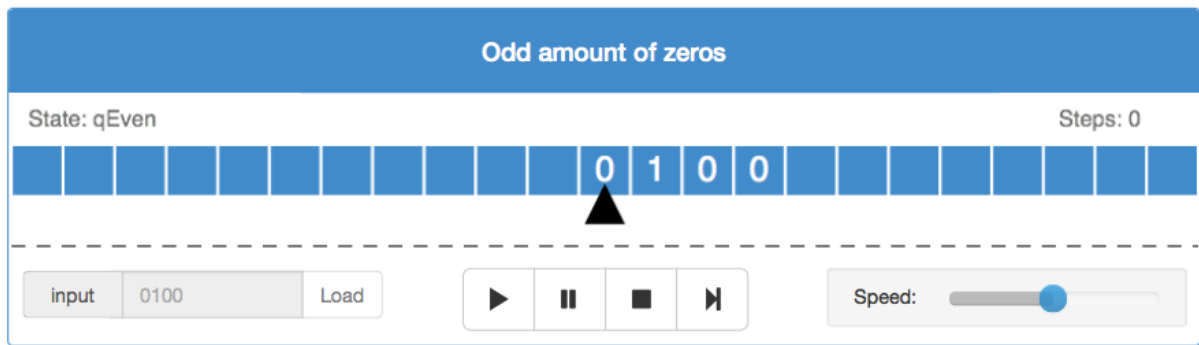 Odd amount of zeros
State: qEven Steps: 0
0 1 0 0
input 0100 Load Speed: